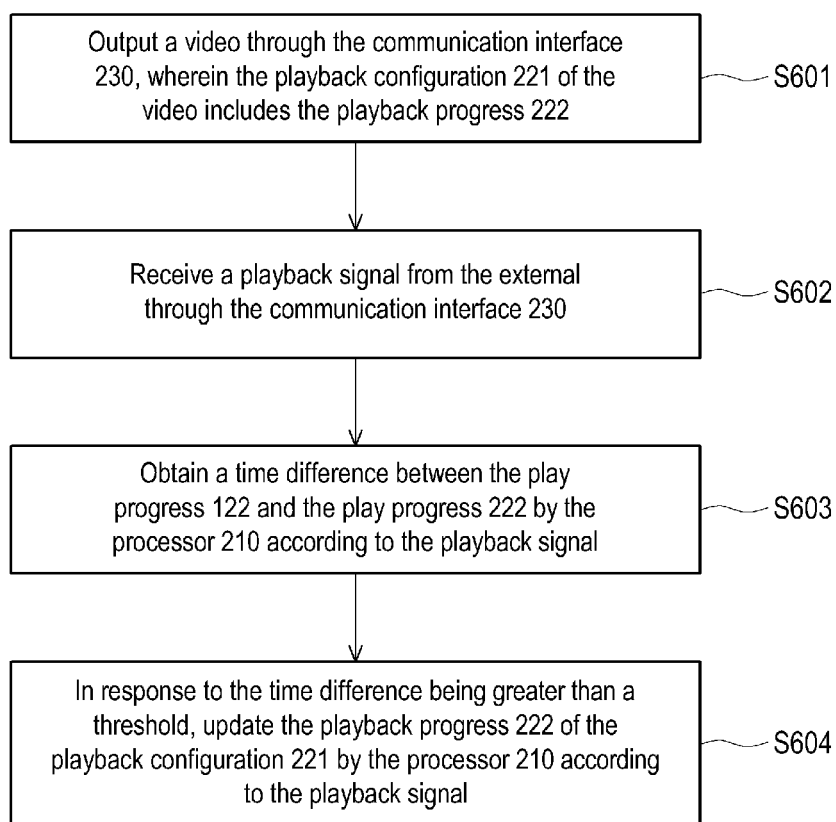 Output a video through the communication interface
230, wherein the playback configuration 221 of the
video includes the playback progress 222
S601
Receive a playback signal from the external
through the communication interface 230
S602
Obtain a time difference between the play
progress 122 and the play progress 222 by the
processor 210 according to the playback signal
S603
In response to the time difference being greater than a
threshold, update the playback progress 222 of the
playback configuration 221 by the processor 210 according
to the playback signal
S604